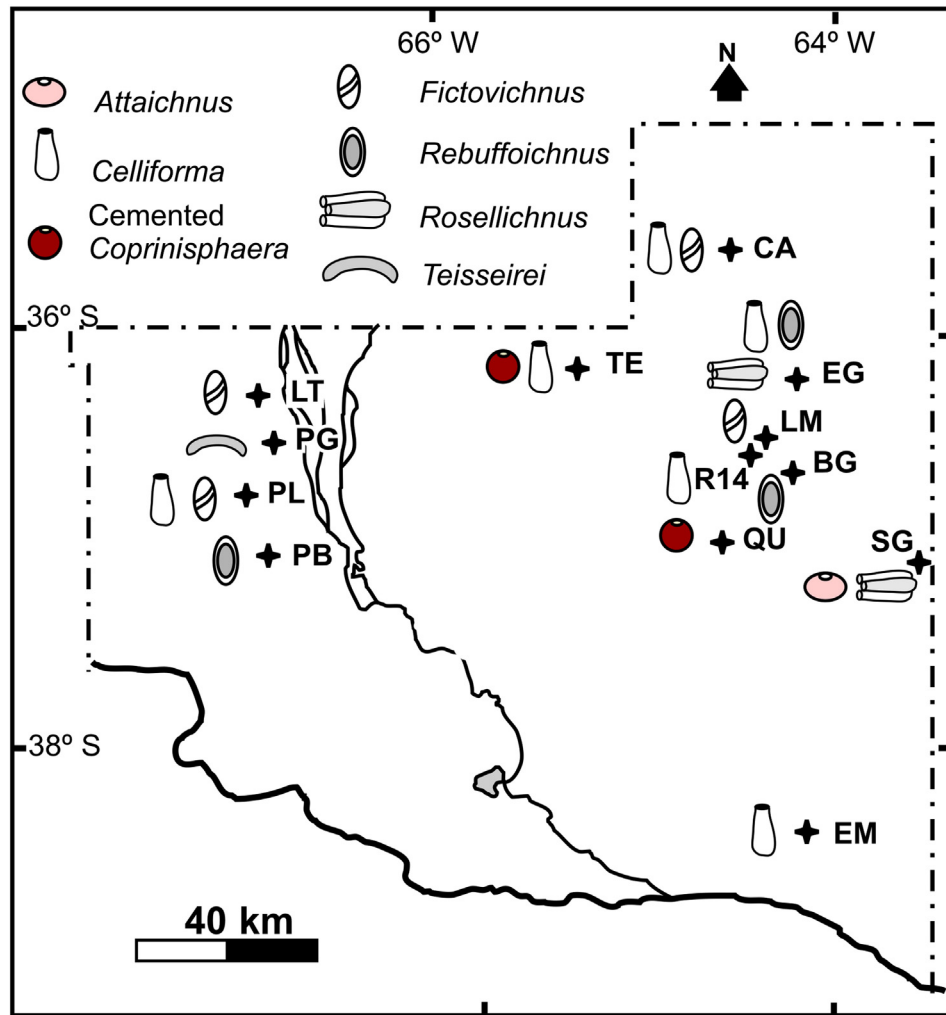 66º W
64º W
N
Attaichnus
Fictovichnus
Celliforma
Rebuffoichnus
Cemented
Coprinisphaera
Rosellichnus
Teisseirei
CA
36º S
TE
EG
LT
LM
PG
BG
R14
PL
QU
SG
PB
38º S
EM
40 km